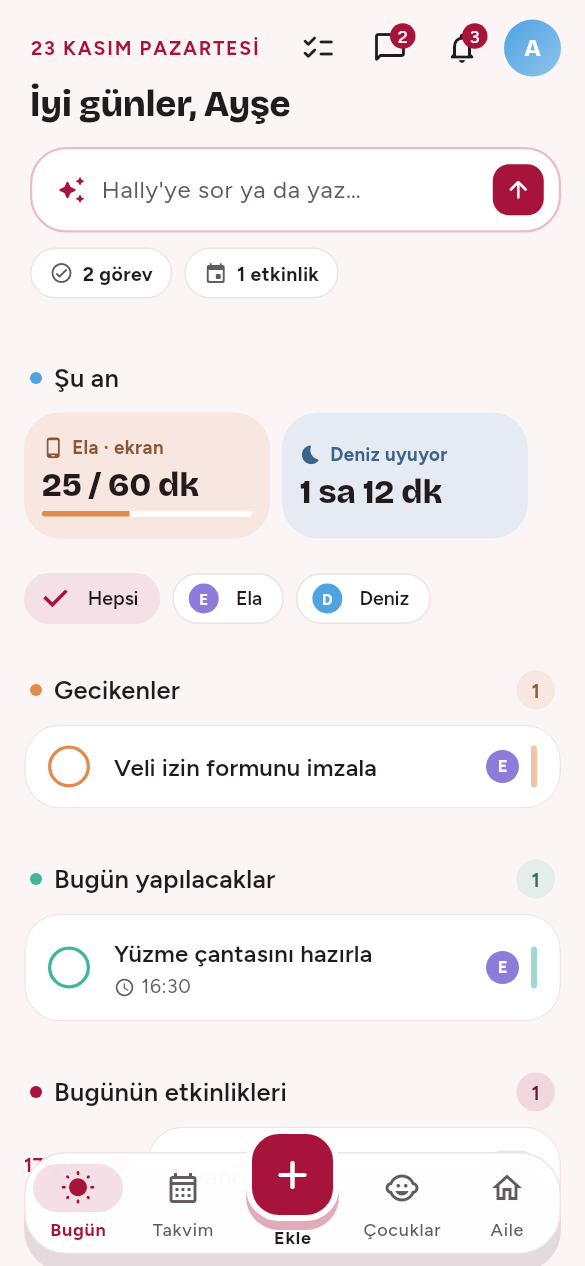 23 KASIM PAZARTESİ
2
3
A
İyi günler, Ayşe
Hally'ye sor ya da yaz...
2 görev
1 etkinlik
Şu an
Ela · ekran
25 / 60 dk
Deniz uyuyor
1 sa 12 dk
Hepsi
E Ela
D Deniz
Gecikenler 1
Veli izin formunu imzala E
Bugün yapılacaklar 1
Yüzme çantasını hazırla E
16:30
Bugünün etkinlikleri 1
Bugün
Takvim
Ekle
Çocuklar
Aile